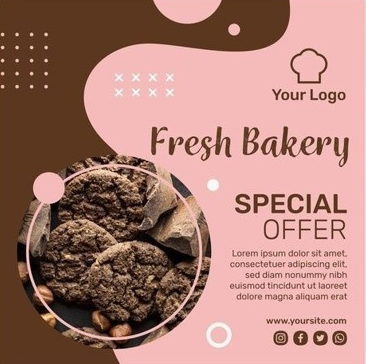 Your Logo
Fresh Bakery
SPECIAL
OFFER
Lorem ipsum dolor sit amet,
consectetuer adipiscing elit,
sed diam nonummy nibh
euismod tincidunt ut laoreet
dolore magna aliquam erat
www.yoursite.com